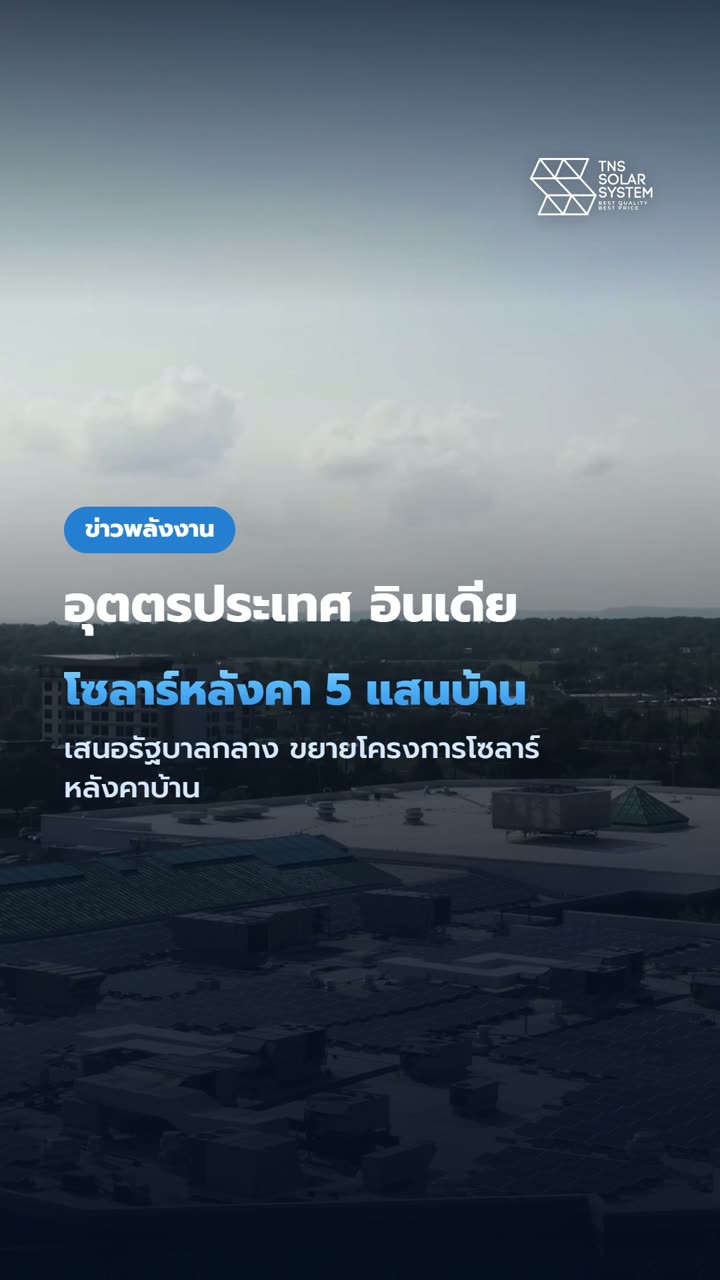 TNS
SOLAR
SYSTEM
BEST QUALITY
BEST PRICE
ข่าวพลังงาน
อุตตรประเทศ อินเดีย
โซลาร์หลังคา 5 แสนบ้าน
เสนอรัฐบาลกลาง ขยายโครงการโซลาร์
หลังคาบ้าน